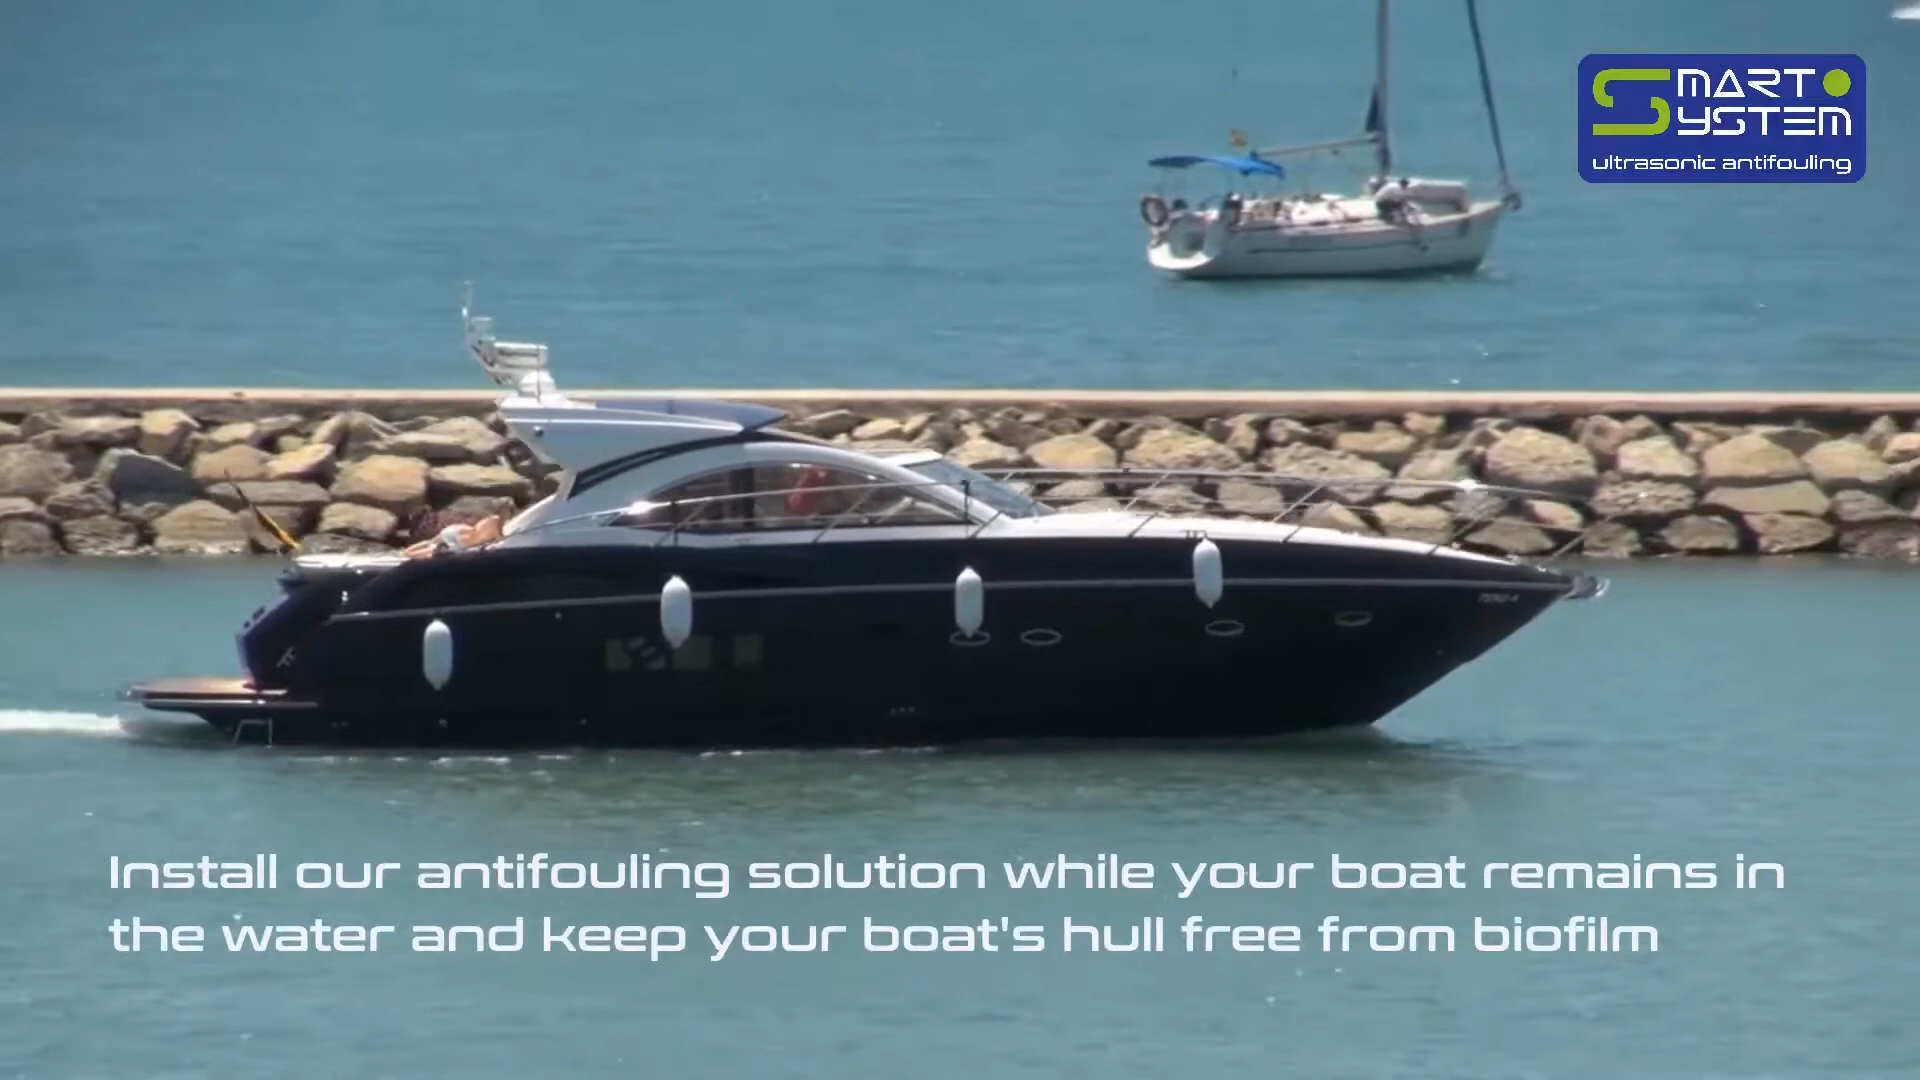 SMART
SYSTEM
ultrasonic antifouling
Install our antifouling solution while your boat remains in
the water and keep your boat's hull free from biofilm